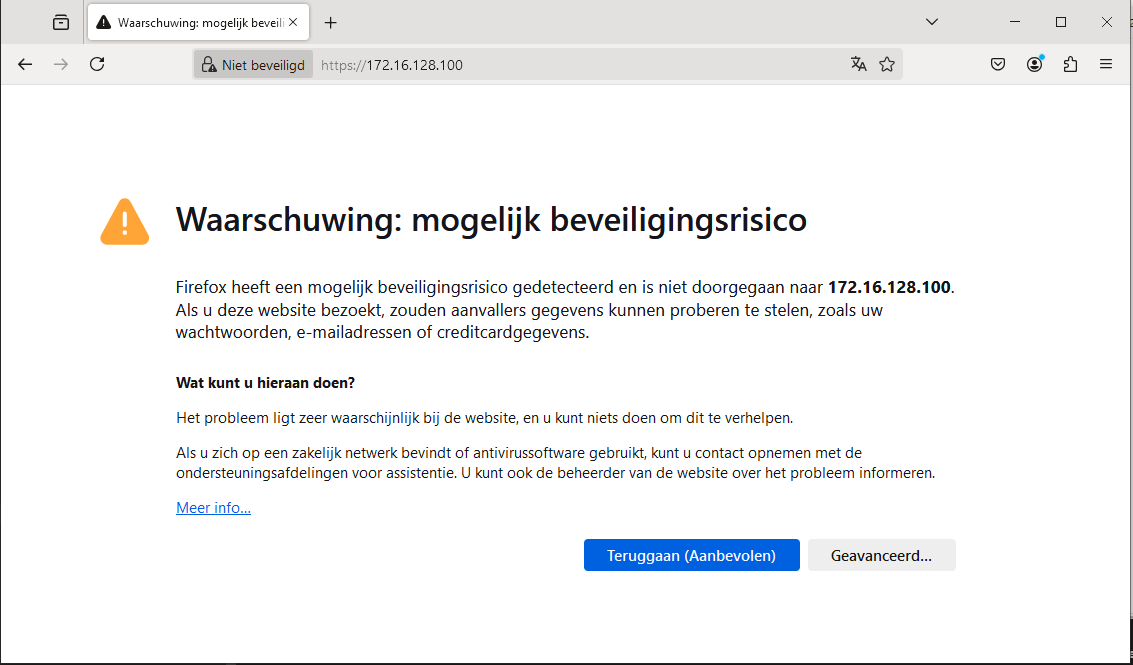 Waarschuwing: mogelijk beveili
Niet beveiligd
https://172.16.128.100
Waarschuwing: mogelijk beveiligingsrisico
Firefox heeft een mogelijk beveiligingsrisico gedetecteerd en is niet doorgegaan naar 172.16.128.100.
Als u deze website bezoekt, zouden aanvallers gegevens kunnen proberen te stelen, zoals uw
wachtwoorden, e-mailadressen of creditcardgegevens.
Wat kunt u hieraan doen?
Het probleem ligt zeer waarschijnlijk bij de website, en u kunt niets doen om dit te verhelpen.
Als u zich op een zakelijk netwerk bevindt of antivirussoftware gebruikt, kunt u contact opnemen met de
ondersteuningsafdelingen voor assistentie. U kunt ook de beheerder van de website over het probleem informeren.
Meer info...
Teruggaan (Aanbevolen)
Geavanceerd...